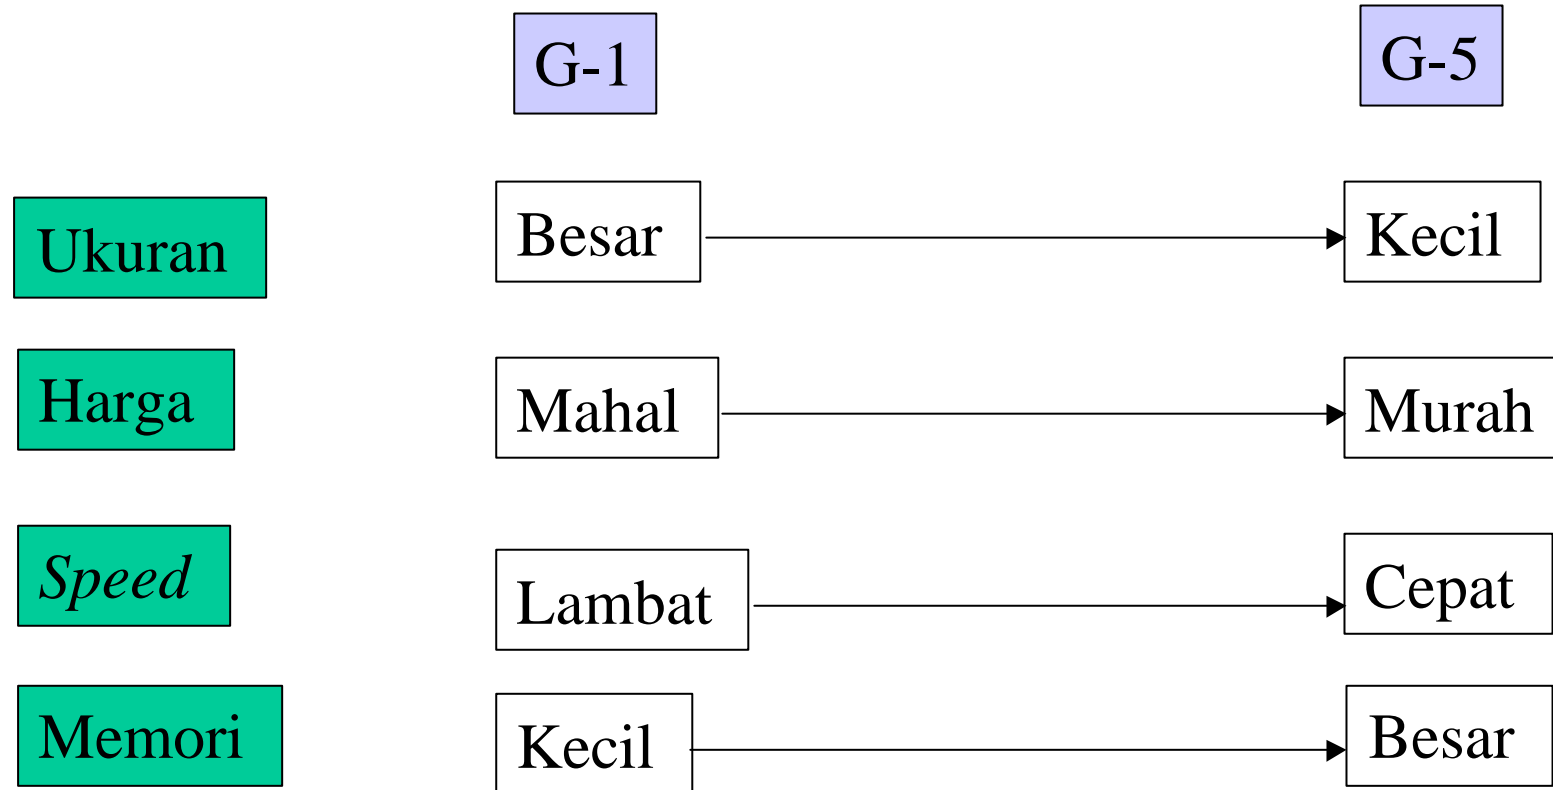 G-1 G-5
Ukuran Besar Kecil
Harga Mahal Murah
Speed Lambat Cepat
Memori Kecil Besar